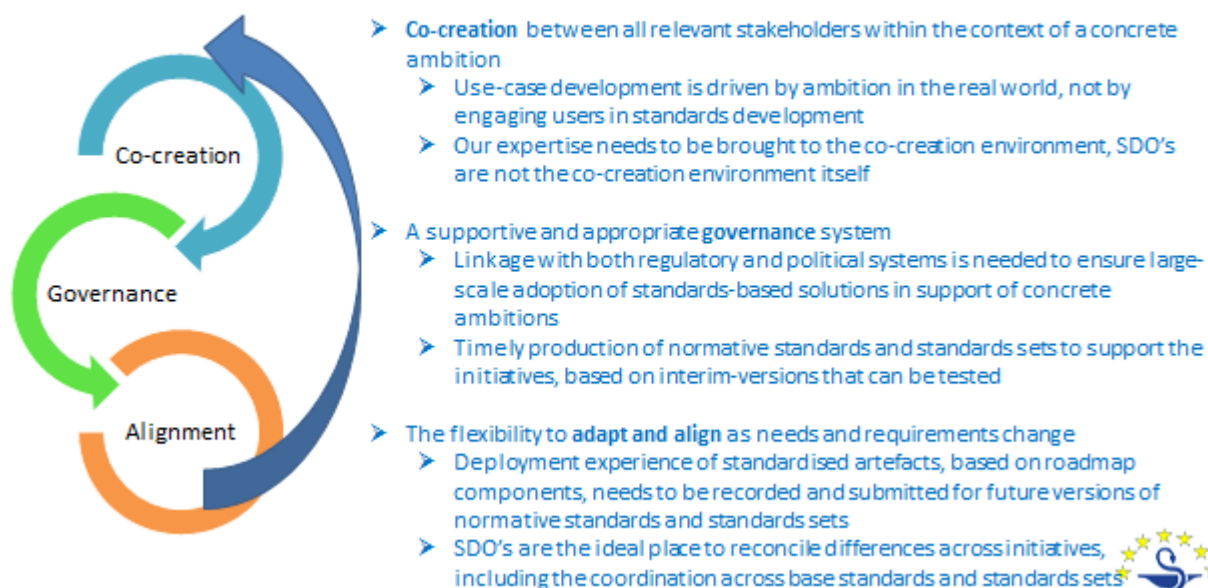 Co-creation
Governance
Alignment
➢ Co-creation between all relevant stakeholders within the context of a concrete
ambition
➢ Use-case development is driven by ambition in the real world, not by
engaging users in standards development
➢ Our expertise needs to be brought to the co-creation environment, SDO's
are not the co-creation environment itself
➢ A supportive and appropriate governance system
➢ Linkage with both regulatory and political systems is needed to ensure large-
scale adoption of standards-based solutions in support of concrete
ambitions
➢ Timely production of normative standards and standards sets to support the
initiatives, based on interim-versions that can be tested
➢ The flexibility to adapt and align as needs and requirements change
➢ Deployment experience of standardised artefacts, based on roadmap
components, needs to be recorded and submitted for future versions of
normative standards and standards sets
➢ SDO's are the ideal place to reconcile differences across initiatives,
including the coordination across base standards and standards sets